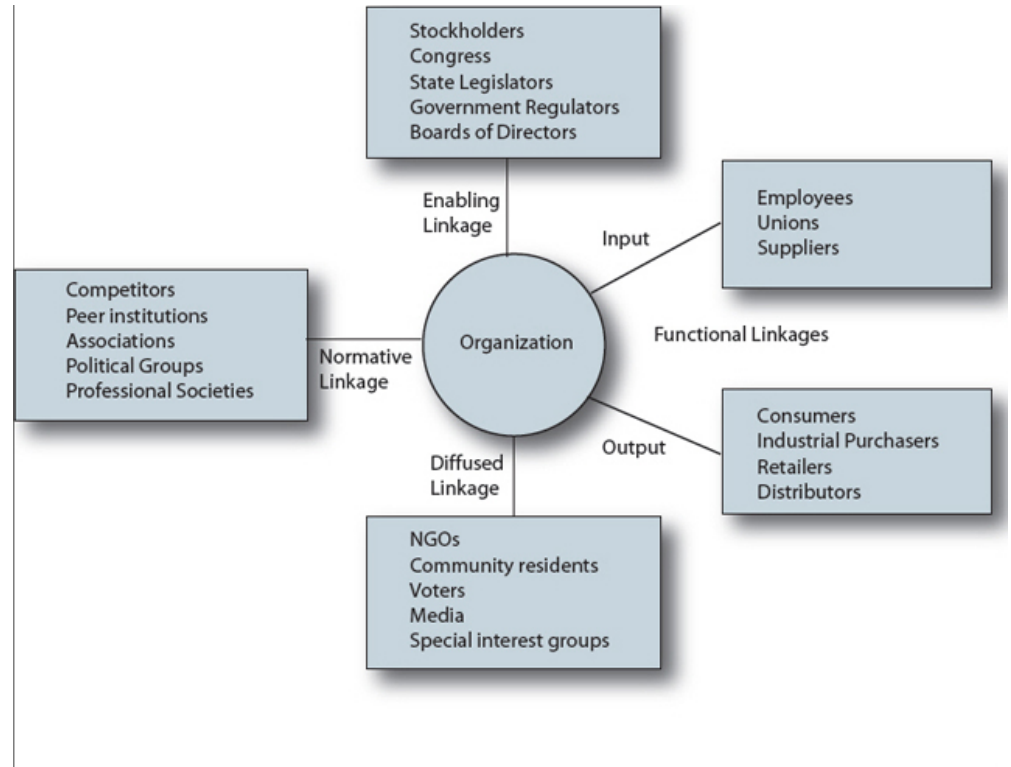 Stockholders
Congress
State Legislators
Government Regulators
Boards of Directors
Enabling
Linkage
Input
Employees
Unions
Suppliers
Competitors
Peer institutions
Associations
Political Groups
Professional Societies
Normative
Linkage
Organization
Functional Linkages
Output
Consumers
Industrial Purchasers
Retailers
Distributors
Diffused
Linkage
NGOs
Community residents
Voters
Media
Special interest groups